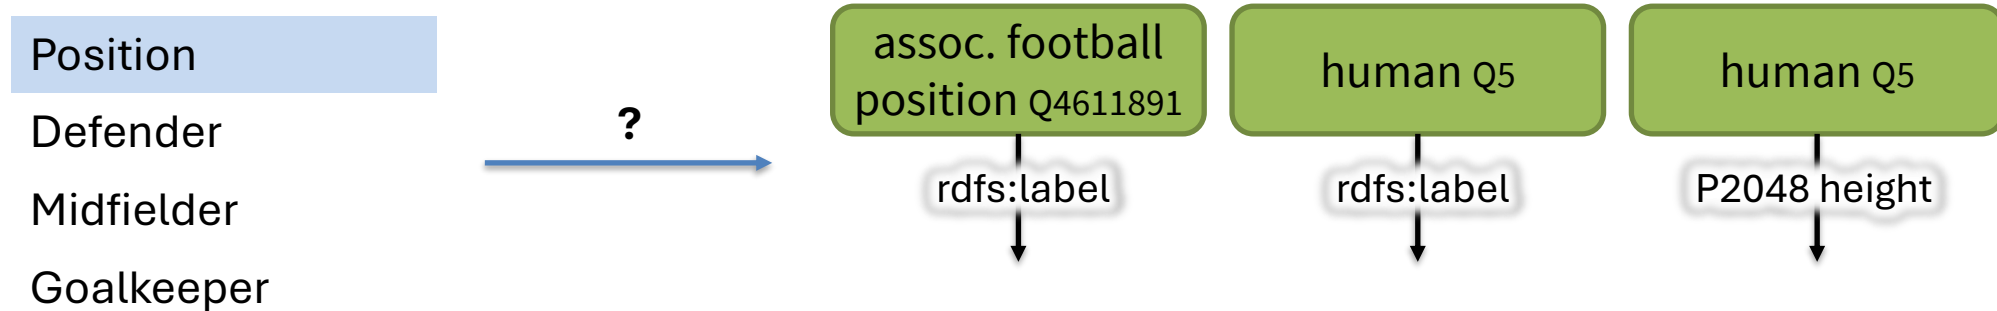 Position
Defender
Midfielder
Goalkeeper
?
assoc. football
position Q4611891
rdfs:label
human Q5
rdfs:label
human Q5
P2048 height